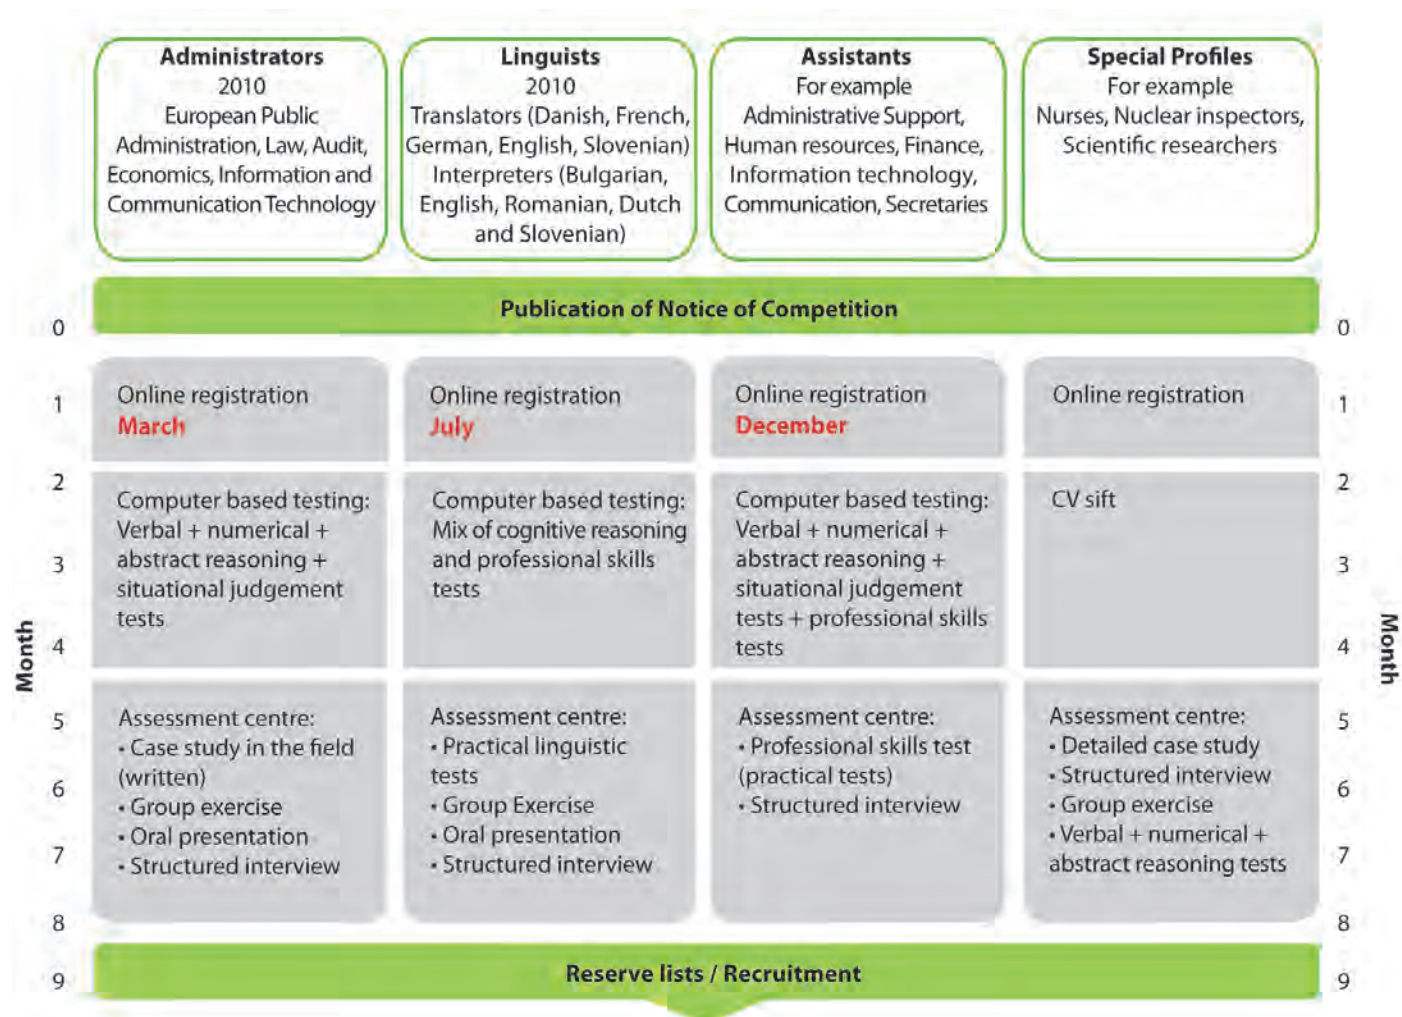 Administrators
2010
European Public
Administration, Law, Audit,
Economics, Information and
Communication Technology
Linguists
2010
Translators (Danish, French,
German, English, Slovenian)
Interpreters (Bulgarian,
English, Romanian, Dutch
and Slovenian)
Assistants
For example
Administrative Support,
Human resources, Finance,
Information technology,
Communication, Secretaries
Special Profiles
For example
Nurses, Nuclear inspectors,
Scientific researchers
Publication of Notice of Competition
0
0
1
Online registration
March
Online registration
July
Online registration
December
Online registration
1
2
3
4
Computer based testing:
Verbal + numerical +
abstract reasoning +
situational judgement
tests
Computer based testing:
Mix of cognitive reasoning
and professional skills
tests
Computer based testing:
Verbal + numerical +
abstract reasoning +
situational judgement
tests + professional skills
tests
CV sift
2
3
4
Month
Month
5
6
7
8
Assessment centre:
• Case study in the field
(written)
• Group exercise
• Oral presentation
• Structured interview
Assessment centre:
• Practical linguistic
tests
• Group Exercise
• Oral presentation
• Structured interview
Assessment centre:
• Professional skills test
(practical tests)
• Structured interview
Assessment centre:
• Detailed case study
• Structured interview
• Group exercise
• Verbal + numerical +
abstract reasoning tests
5
6
7
8
9
Reserve lists / Recruitment
9